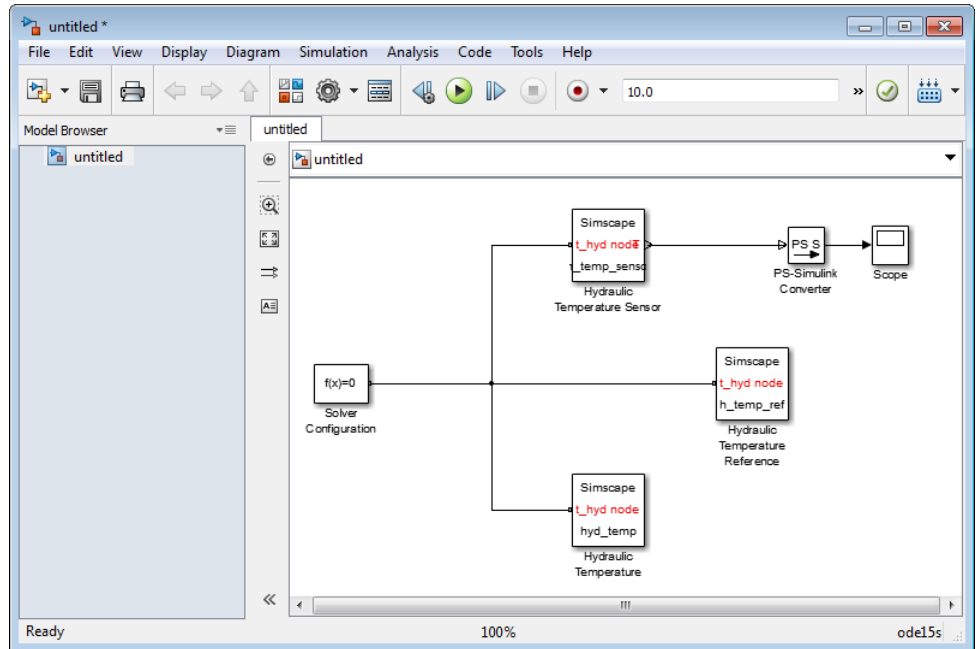 untitled *
File Edit View Display Diagram Simulation Analysis Code Tools Help
10.0
»
Model Browser
untitled
untitled
untitled
Simscape
t_hyd node T
Hydraulic
Temperature Sensor
PS S
PS-Simulink
Converter
Scope
Simscape
t_hyd node
h_temp_ref
Hydraulic
Temperature
Reference
f(x)=0
Solver
Configuration
Simscape
t_hyd node
hyd_temp
Hydraulic
Temperature
Ready
100%
ode15s